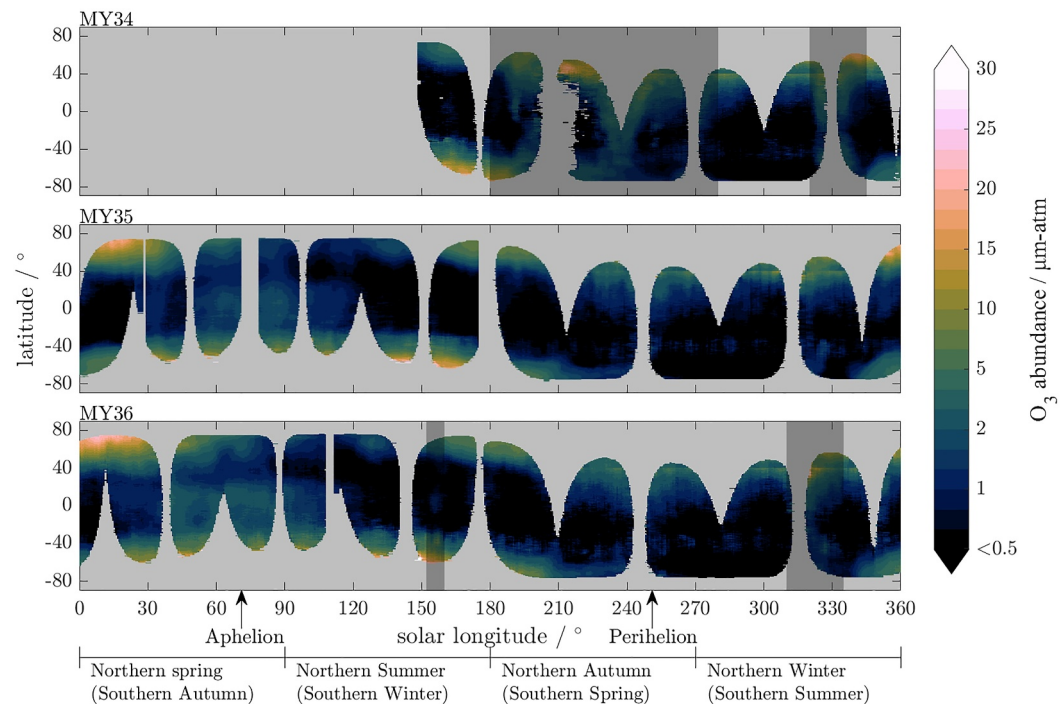 MY34
80
40
0
-40
-80
MY35
80
40
0
-40
-80
MY36
80
40
0
-40
-80
latitude / °
0 30 60 90 120 150 180 210 240 270 300 330 360
Aphelion solar longitude / ° Perihelion
Northern spring Northern Summer Northern Autumn Northern Winter
(Southern Autumn) (Southern Winter) (Southern Spring) (Southern Summer)
30
25
20
15
10
5
2
1
<0.5
O₃ abundance / μm-atm